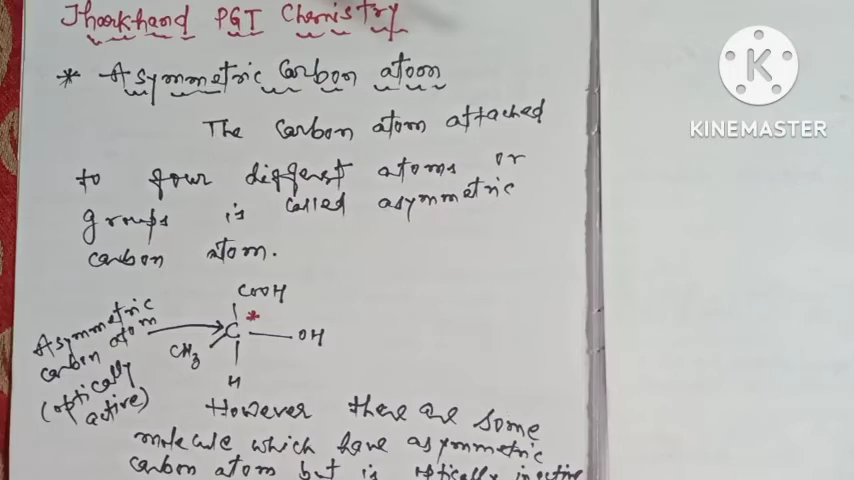 Jharkhand PGT Chemistry
* Asymmetric Carbon atom
The carbon atom attached
to four different atoms or
groups is called asymmetric
carbon atom.
COOH
Asymmetric
carbon atom
(optically
active)
C *
OH
CH3
H
However there are some
molecule which have asymmetric
carbon atom but is optically inactive
K
KINEMASTER